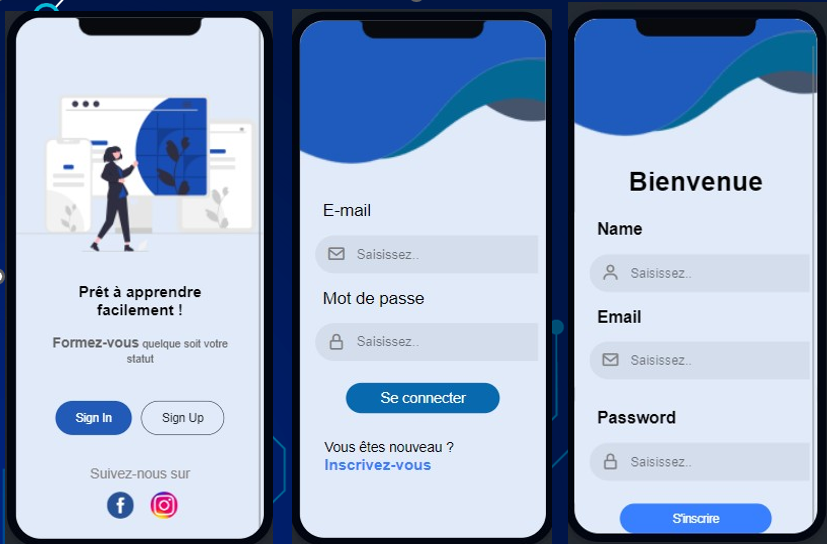 Prêt à apprendre
facilement !
Formez-vous quelque soit votre
statut
Sign In
Sign Up
Suivez-nous sur
E-mail
Saisissez..
Mot de passe
Saisissez..
Se connecter
Vous êtes nouveau ?
Inscrivez-vous
Bienvenue
Name
Saisissez..
Email
Saisissez..
Password
Saisissez..
S'inscrire